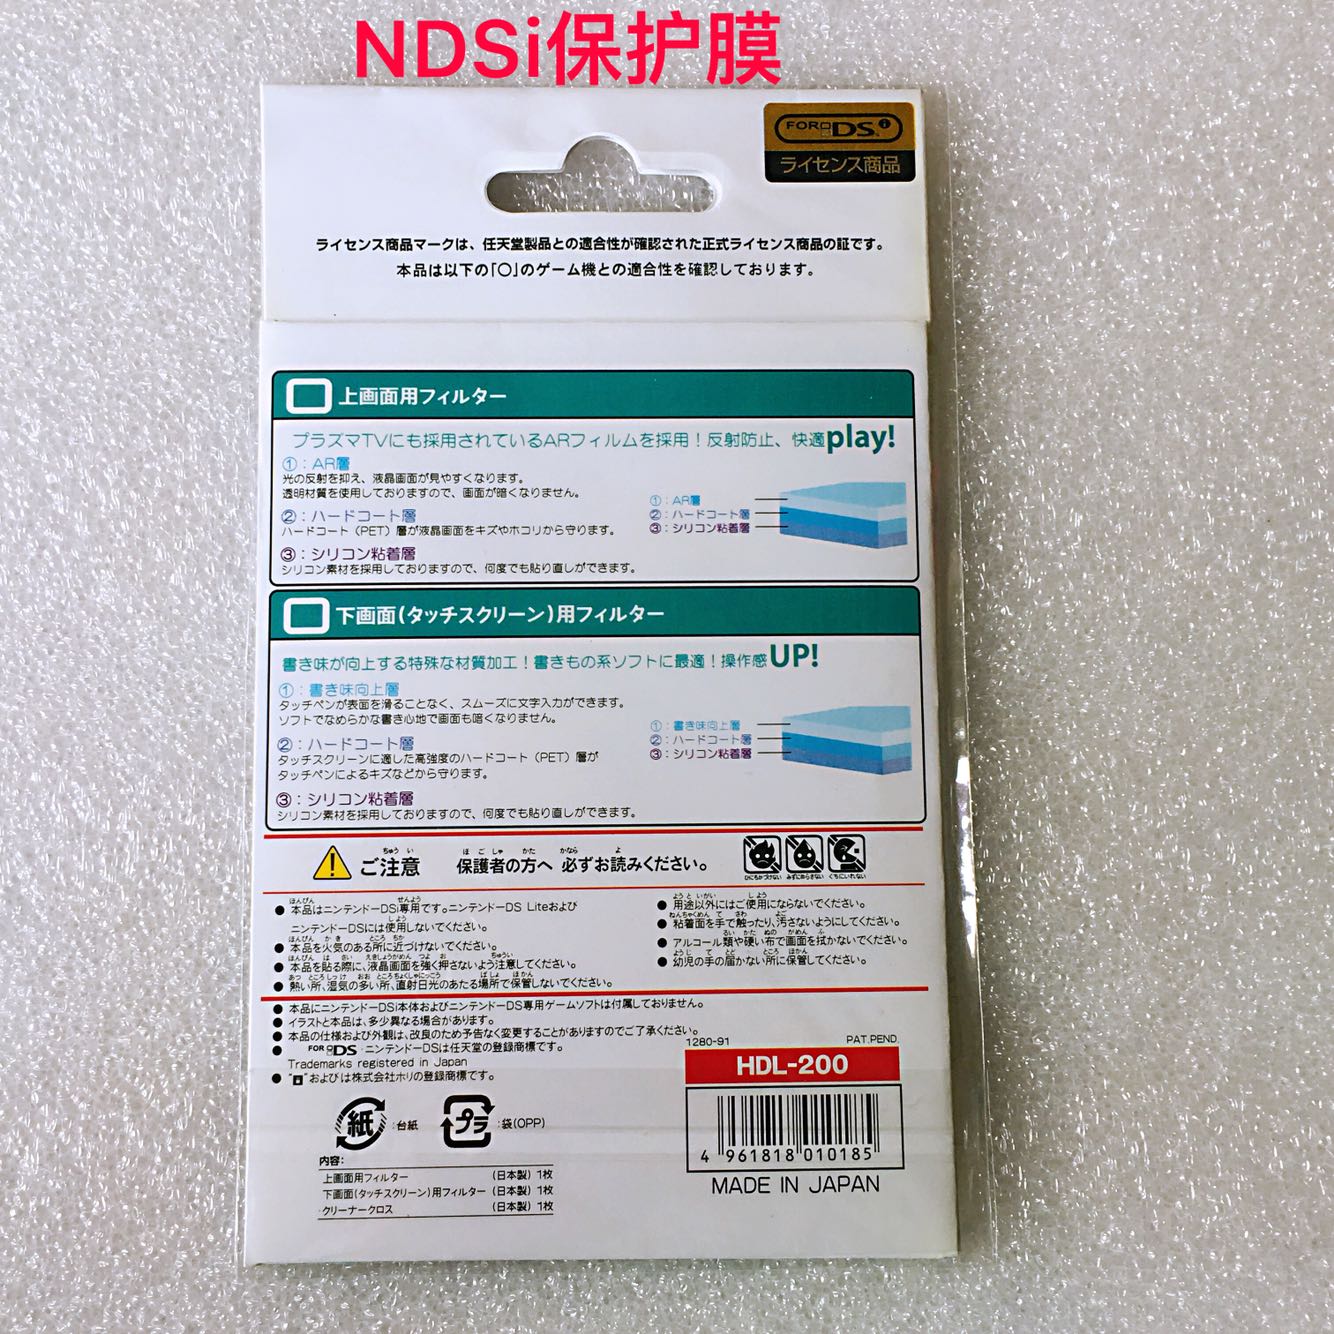 NDSi保护膜
FOR DSi
ライセンス商品
ライセンス商品マークは、任天堂製品との適合性が確認された正式ライセンス商品の証です。
本品は以下の「○」のゲーム機との適合性を確認しております。
上画面用フィルター
プラズマTVにも採用されているARフィルムを採用!反射防止、快適play!
①:AR層
光の反射を抑え、液晶画面が見やすくなります。
透明材質を使用しておりますので、画面が暗くなりません。
②:ハードコート層
ハードコート(PET)層が液晶画面をキズやホコリから守ります。
③:シリコン粘着層
シリコン素材を採用しておりますので、何度でも貼り直しができます。
①:AR層
②:ハードコート層
③:シリコン粘着層
下画面(タッチスクリーン)用フィルター
書き味が向上する特殊な材質加工!書きもの系ソフトに最適!操作感UP!
①:書き味向上層
タッチペンが表面を滑ることなく、スムーズに文字入力ができます。
ソフトでなめらかな書き心地で画面も暗くなりません。
②:ハードコート層
タッチスクリーンに適した高強度のハードコート(PET)層が
タッチペンによるキズなどから守ります。
③:シリコン粘着層
シリコン素材を採用しておりますので、何度でも貼り直しができます。
①:書き味向上層
②:ハードコート層
③:シリコン粘着層
ご注意 保護者の方へ 必ずお読みください。
ひにちかづけない みずにぬらさない くちにいれない
●本品はニンテンドーDSi専用です。ニンテンドーDS Liteおよび
ニンテンドーDSには使用しないでください。
●本品を火気のある所に近づけないでください。
●本品を貼る際に、液晶画面を強く押さないよう注意してください。
●熱い所、湿気の多い所、直射日光のあたる場所で保管しないでください。
●用途以外にはご使用にならないでください。
●粘着面を手で触ったり、汚さないようにしてください。
●アルコール類や硬い布で画面を拭かないでください。
●幼児の手の届かない所に保管してください。
●本品にニンテンドーDSi本体およびニンテンドーDS専用ゲームソフトは付属しておりません。
●イラストと本品は、多少異なる場合があります。
●本品の仕様および外観は、改良のため予告なく変更することがありますのでご了承ください。
●FOR DS・ニンテンドーDSは任天堂の登録商標です。
Trademarks registered in Japan
●" "および は株式会社ホリの登録商標です。
1280-91 PAT.PEND.
HDL-200
4 961818 010185
MADE IN JAPAN
紙:台紙
プラ:袋(OPP)
内容:
上画面用フィルター (日本製)1枚
下画面(タッチスクリーン)用フィルター (日本製)1枚
クリーナークロス (日本製)1枚